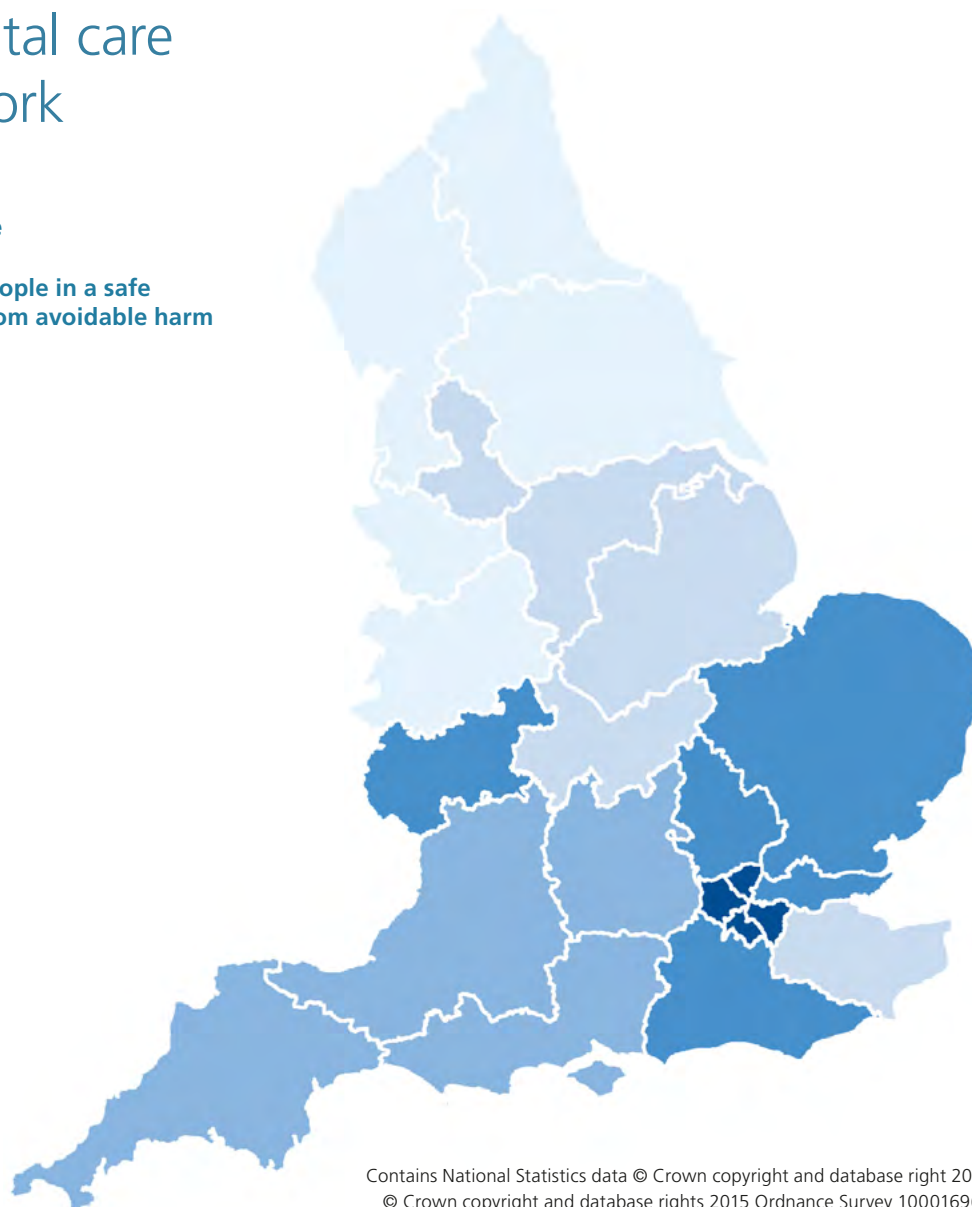 tal care
ork
e
ople in a safe
om avoidable harm
Contains National Statistics data © Crown copyright and database right 20
© Crown copyright and database rights 2015 Ordnance Survey 1000169